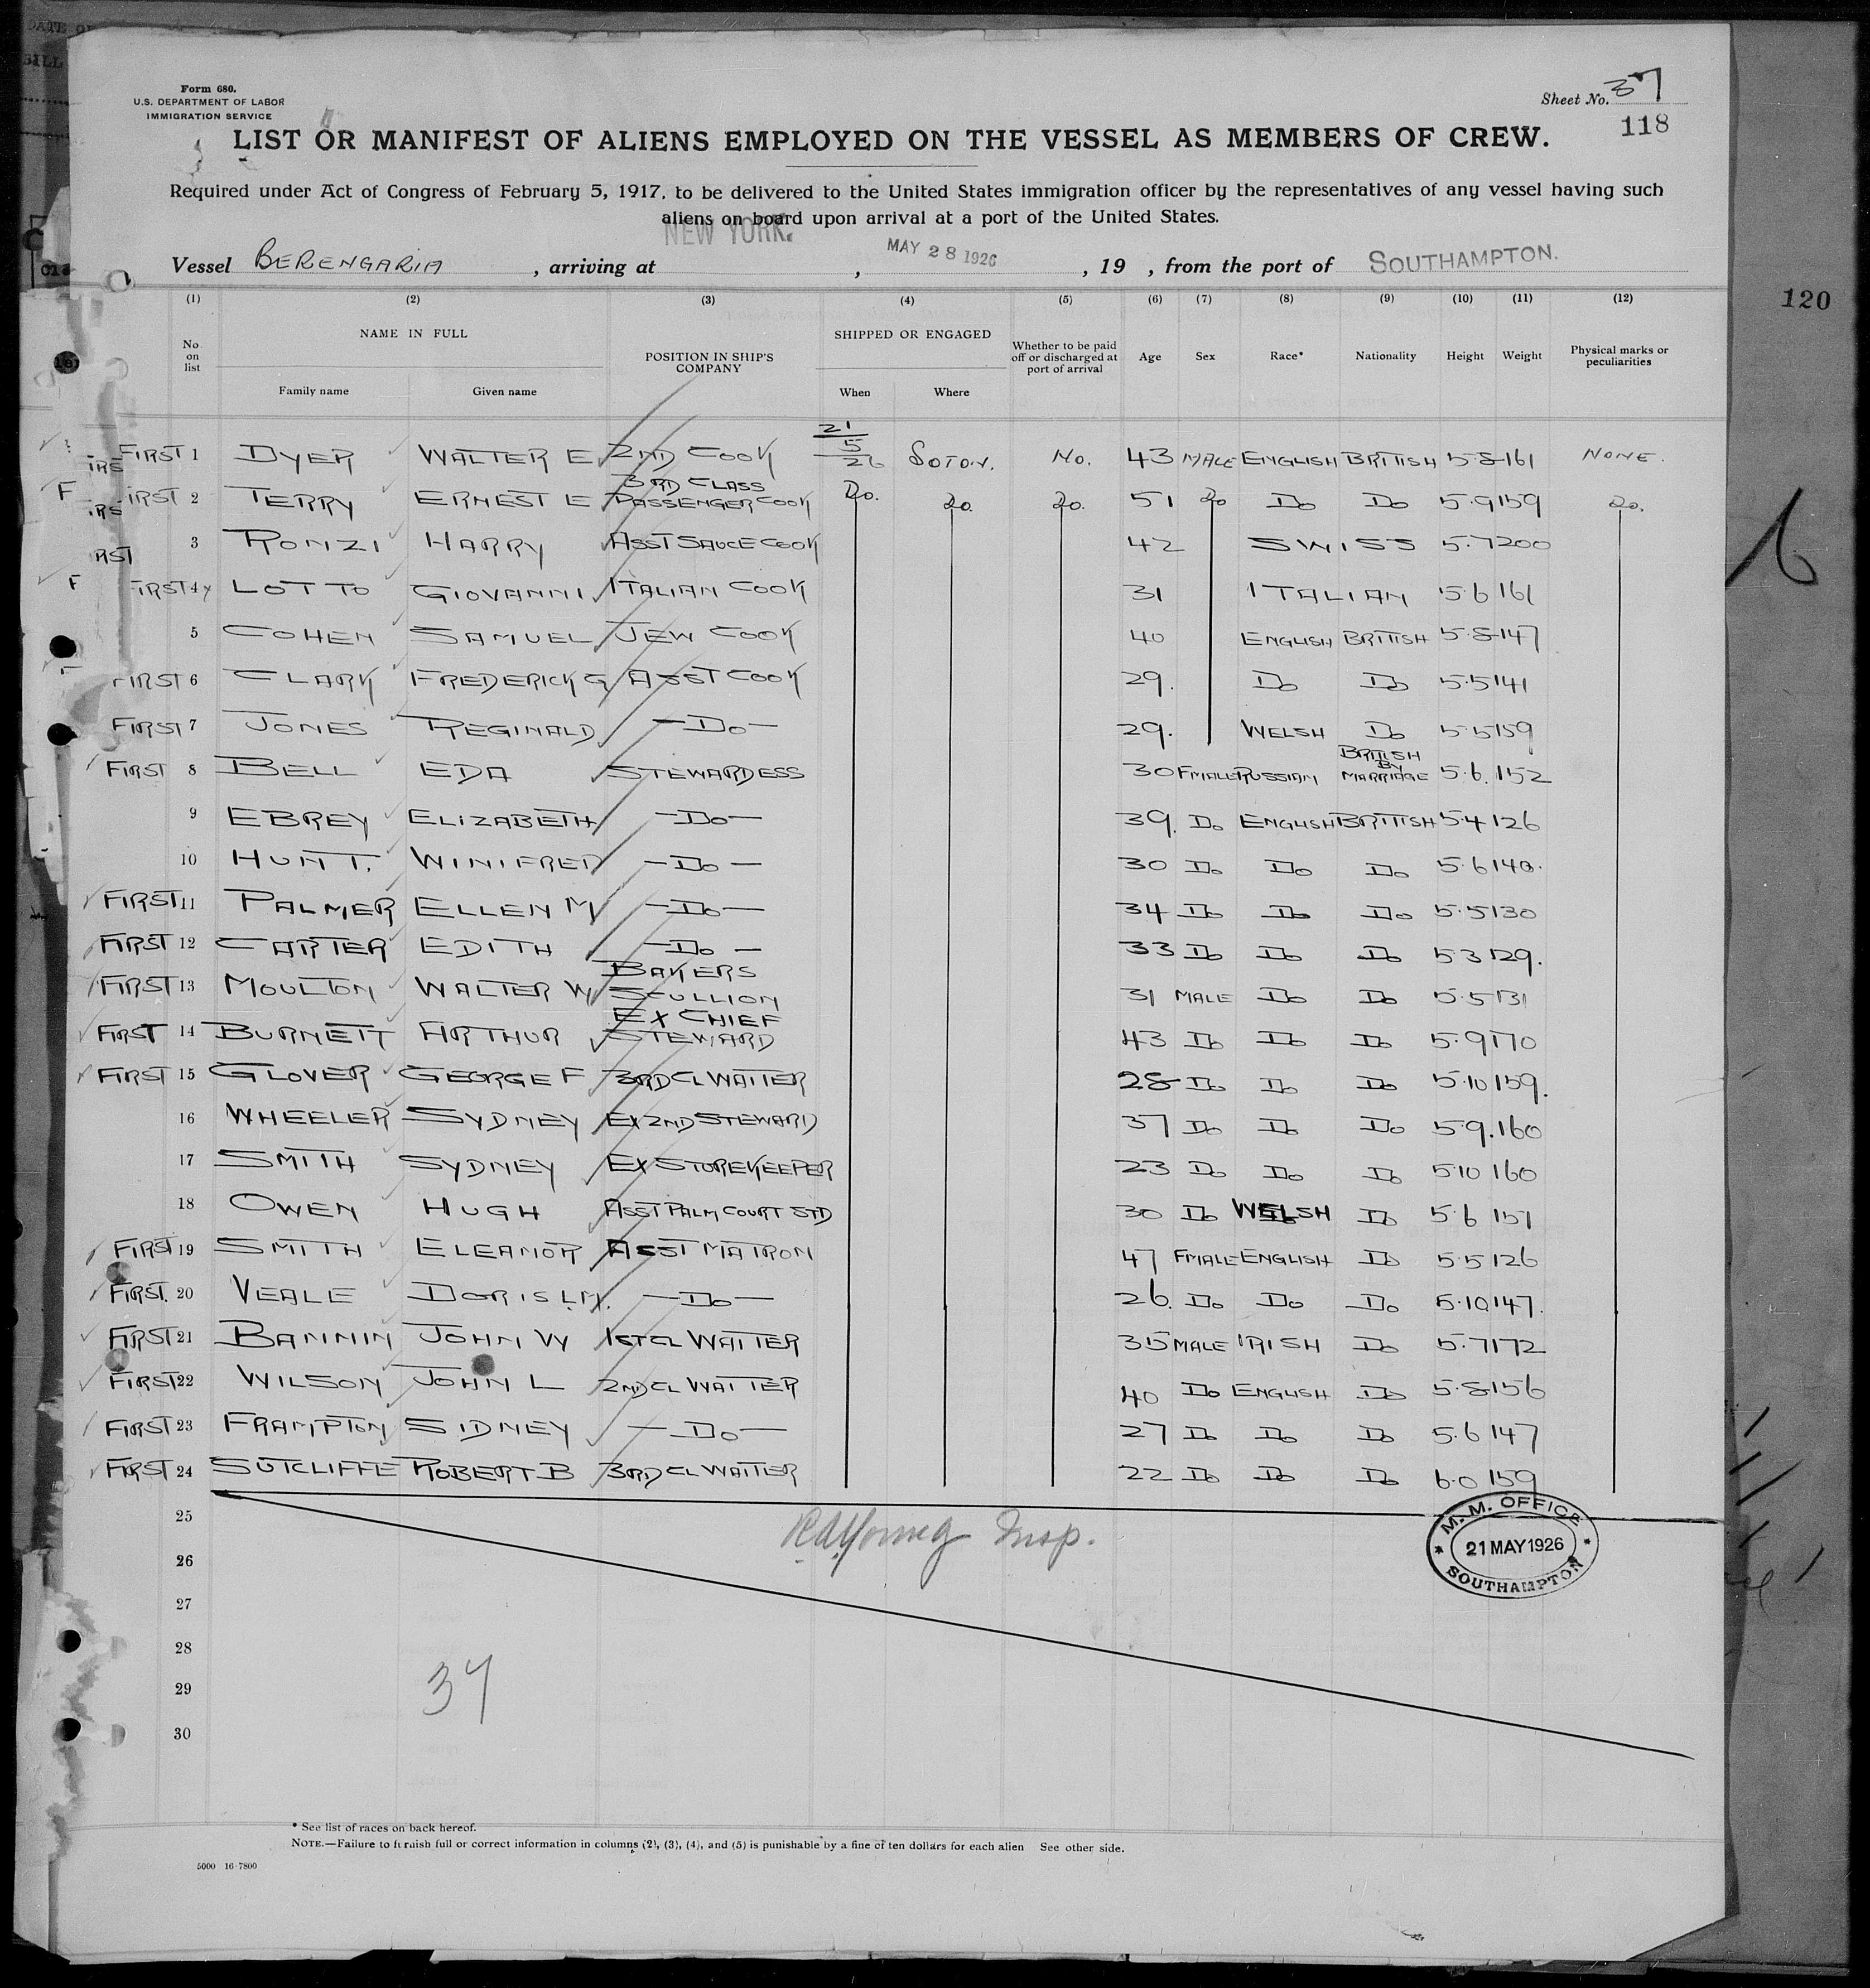 Form 680.
U.S. DEPARTMENT OF LABOR
IMMIGRATION SERVICE
Sheet No. 37
118
LIST OR MANIFEST OF ALIENS EMPLOYED ON THE VESSEL AS MEMBERS OF CREW.
Required under Act of Congress of February 5, 1917, to be delivered to the United States immigration officer by the representatives of any vessel having such
aliens on board upon arrival at a port of the United States.
Vessel BERENGARIA, arriving at NEW YORK., MAY 28 1926, 19 , from the port of SOUTHAMPTON.
120
(1) (2) (3) (4) (5) (6) (7) (8) (9) (10) (11) (12)
No. on list NAME IN FULL POSITION IN SHIP'S COMPANY SHIPPED OR ENGAGED Whether to be paid off or discharged at port of arrival Age Sex Race* Nationality Height Weight Physical marks or peculiarities
Family name Given name When Where
FIRST 1 DYER WALTER E 2ND COOK 21/5/26 SOTON. NO. 43 MALE ENGLISH BRITISH 5-8 161 NONE.
FIRST 2 TERRY ERNEST E 3RD CLASS PASSENGER COOK DO. DO. DO. 51 DO DO DO 5.9 159 DO.
3 RONZI HARRY ASST SAUCE COOK 42 SWISS 5.7 200
FIRST 4 LOTTO GIOVANNI ITALIAN COOK 31 ITALIAN 5.6 161
5 COHEN SAMUEL JEW COOK 40 ENGLISH BRITISH 5.8 147
FIRST 6 CLARK FREDERICK G ASST COOK 29. DO DO 5.5 141
FIRST 7 JONES REGINALD -DO- 29. WELSH DO 5.5 159
FIRST 8 BELL EDA STEWARDESS 30 FMALE RUSSIAN BRITISH BY MARRIAGE 5.6. 152
9 EBREY ELIZABETH -DO- 39. DO ENGLISH BRITISH 5.4 126
10 HUNT. WINIFRED -DO- 30 DO DO DO 5.6 140.
FIRST 11 PALMER ELLEN M -DO- 34 DO DO DO 5.5 130
FIRST 12 CARTER EDITH -DO- 33 DO DO DO 5.3 129.
FIRST 13 MOULTON WALTER W BAKERS SCULLION 31 MALE DO DO 5.5 131
FIRST 14 BURNETT ARTHUR EX CHIEF STEWARD 43 DO DO DO 5.9 170
FIRST 15 GLOVER GEORGE F 3RD CL WAITER 28 DO DO DO 5.10 159.
16 WHEELER SYDNEY EX 2ND STEWARD 37 DO DO DO 5.9. 160
17 SMITH SYDNEY EX STOREKEEPER 23 DO DO DO 5.10 160
18 OWEN HUGH ASST PALM COURT STD 30 DO WELSH DO 5.6 151
FIRST 19 SMITH ELEANOR ASST MATRON 47 FMALE ENGLISH DO 5.5 126
FIRST. 20 VEALE DORIS L.M. -DO- 26. DO DO DO 5.10 147.
FIRST 21 BANNIN JOHN W 1ST CL WAITER 35 MALE IRISH DO 5.7 172
FIRST 22 WILSON JOHN L 2ND CL WAITER 40 DO ENGLISH DO 5.8 156
FIRST 23 FRAMPTON SIDNEY -DO- 27 DO DO DO 5.6 147
FIRST 24 SUTCLIFFE ROBERT B 3RD CL WAITER 22 DO DO DO 6.0 159
25
Insp.
M.M. OFFICE
21 MAY 1926
SOUTHAMPTON
26
27
28
29
37
30
* See list of races on back hereof.
NOTE.—Failure to furnish full or correct information in columns (2), (3), (4), and (5) is punishable by a fine of ten dollars for each alien See other side.
5000 16-7800